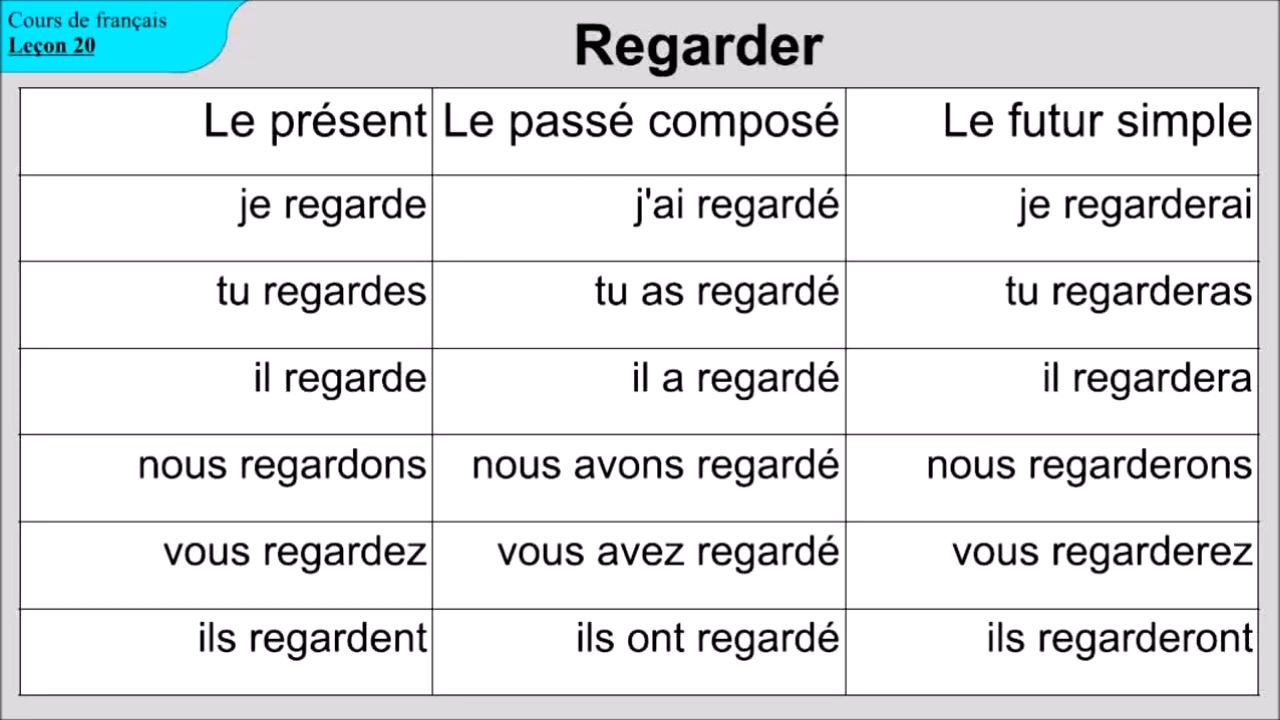 Cours de français
Leçon 20
Regarder
Le présent Le passé composé Le futur simple
je regarde j'ai regardé je regarderai
tu regardes tu as regardé tu regarderas
il regarde il a regardé il regardera
nous regardons nous avons regardé nous regarderons
vous regardez vous avez regardé vous regarderez
ils regardent ils ont regardé ils regarderont